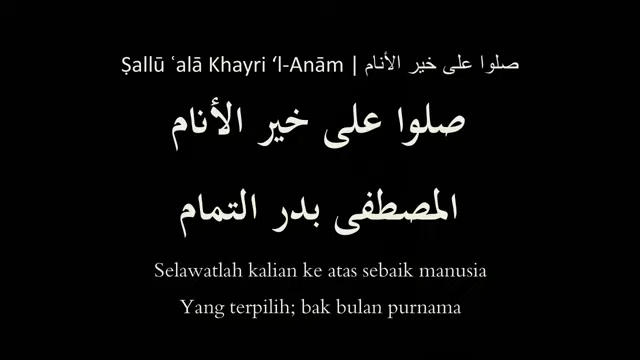 Ṣallū ʿalā Khayri ‘l-Anām | صلوا على خير الأنام
صلوا على خير الأنام
المصطفى بدر التمام
Selawatlah kalian ke atas sebaik manusia
Yang terpilih; bak bulan purnama